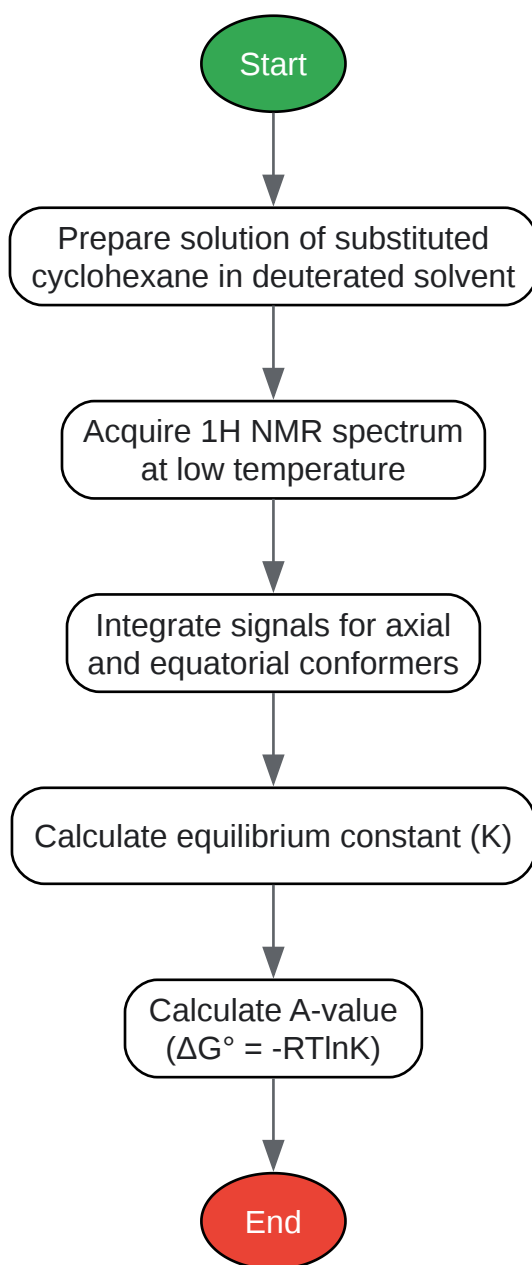 Start
Prepare solution of substituted
cyclohexane in deuterated solvent
Acquire 1H NMR spectrum
at low temperature
Integrate signals for axial
and equatorial conformers
Calculate equilibrium constant (K)
Calculate A-value
(ΔG° = -RTlnK)
End